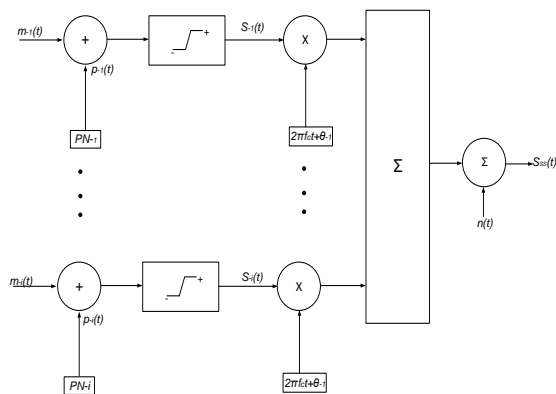 m-1(t)
+
p-1(t)
PN-1
- +
S-1(t)
X
2πfct+θ-1
Σ
Σ
Sss(t)
n(t)
m-i(t)
+
p-i(t)
PN-i
- +
S-i(t)
X
2πfct+θ-1